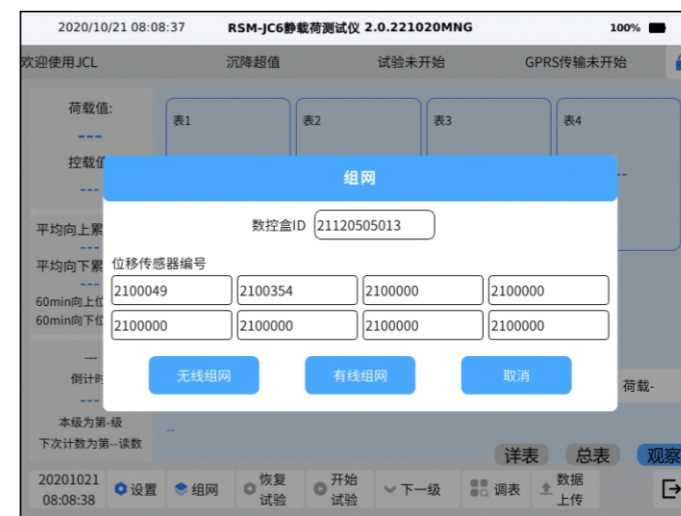 2020/10/21 08:08:37 RSM-JC6静载荷测试仪 2.0.221020MNG 100%
欢迎使用JCL 沉降超值 试验未开始 GPRS传输未开始
荷载值:
---
表1 表2 表3 表4
控载值
---
--
组网
数控盒ID 21120505013
平均向上累
---
平均向下累
---
位移传感器编号
2100049 2100354 2100000 2100000
60min向上位
60min向下位
2100000 2100000 2100000 2100000
---
倒计时
---
无线组网 有线组网 取消
荷载-
本级为第-级
下次计数为第--读数
--
详表 总表 观察
20201021
08:08:38
设置 组网 恢复
试验
开始
试验
下一级 调表 数据
上传